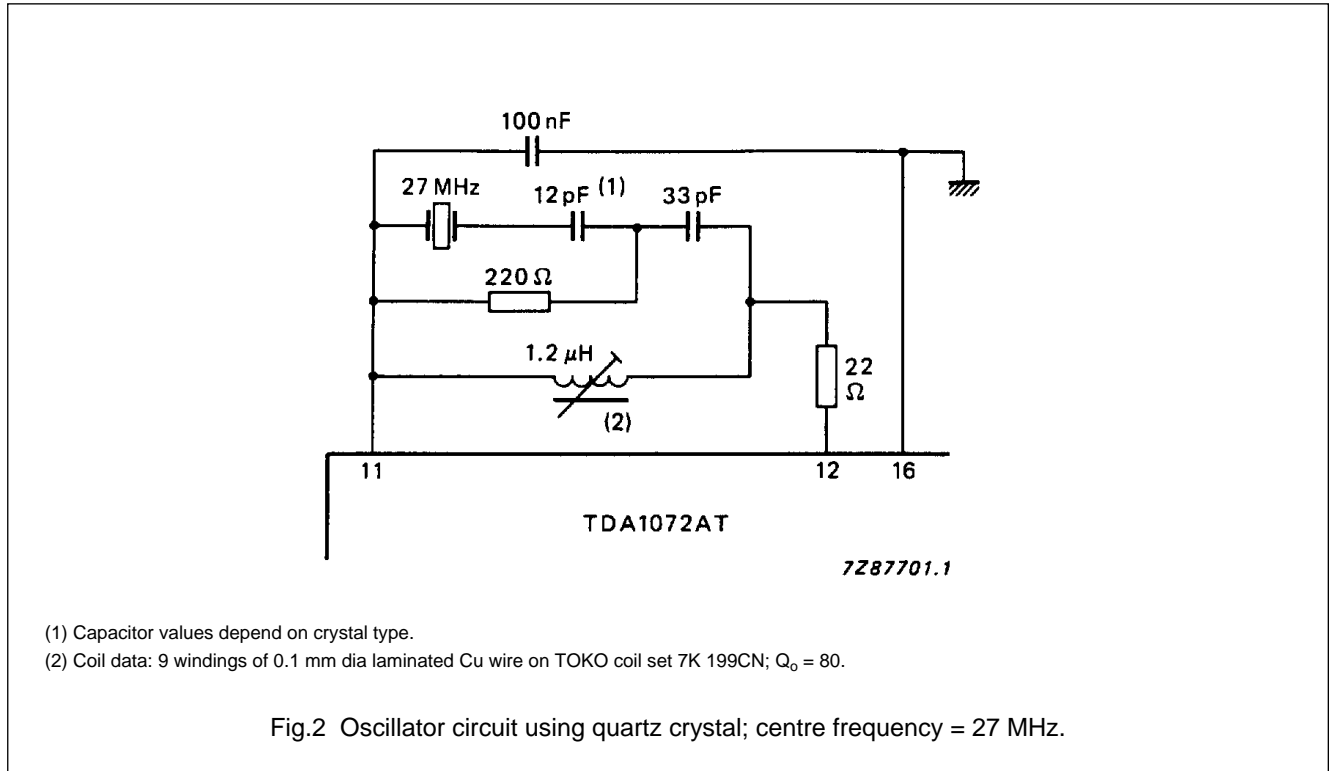 100 nF
27 MHz
12 pF (1)
33 pF
220 Ω
1.2 μH
(2)
22
Ω
11
12
16
TDA1072AT
7Z87701.1
(1) Capacitor values depend on crystal type.
(2) Coil data: 9 windings of 0.1 mm dia laminated Cu wire on TOKO coil set 7K 199CN; Qo = 80.
Fig.2 Oscillator circuit using quartz crystal; centre frequency = 27 MHz.